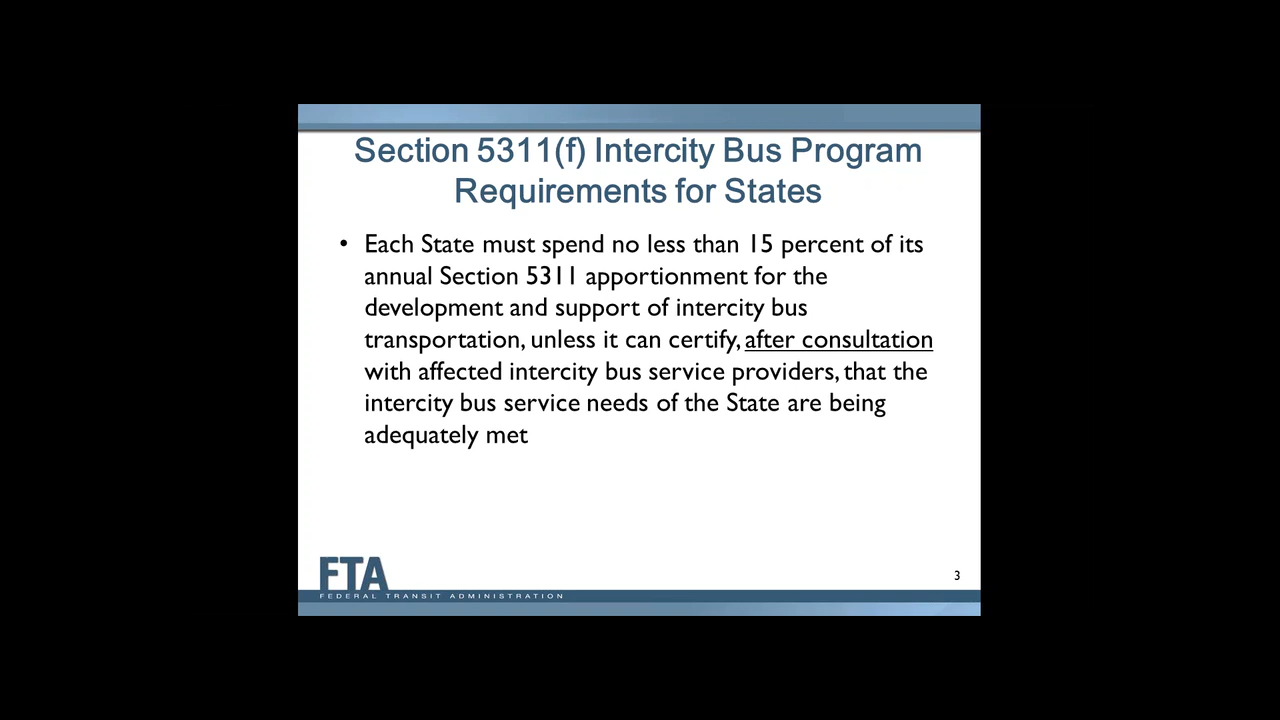 Section 5311(f) Intercity Bus Program
Requirements for States
• Each State must spend no less than 15 percent of its
annual Section 5311 apportionment for the
development and support of intercity bus
transportation, unless it can certify, after consultation
with affected intercity bus service providers, that the
intercity bus service needs of the State are being
adequately met
FTA
FEDERAL TRANSIT ADMINISTRATION
3